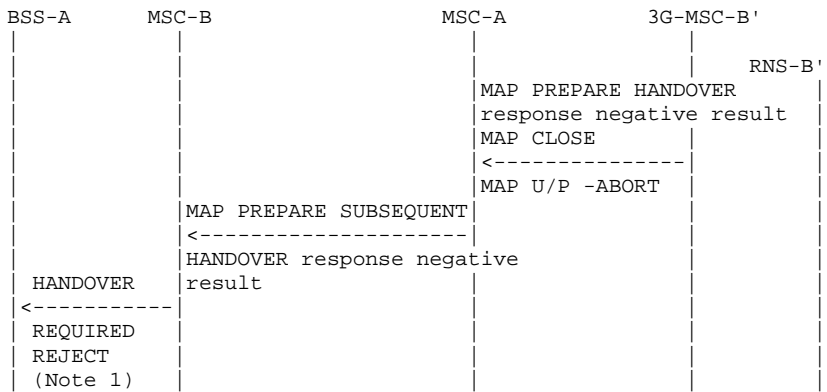 BSS-A MSC-B MSC-A 3G-MSC-B'
RNS-B'
MAP PREPARE HANDOVER
response negative result
MAP CLOSE
<---------------
MAP U/P -ABORT
MAP PREPARE SUBSEQUENT
<---------------------
HANDOVER response negative
HANDOVER result
<-----------
REQUIRED
REJECT
(Note 1)